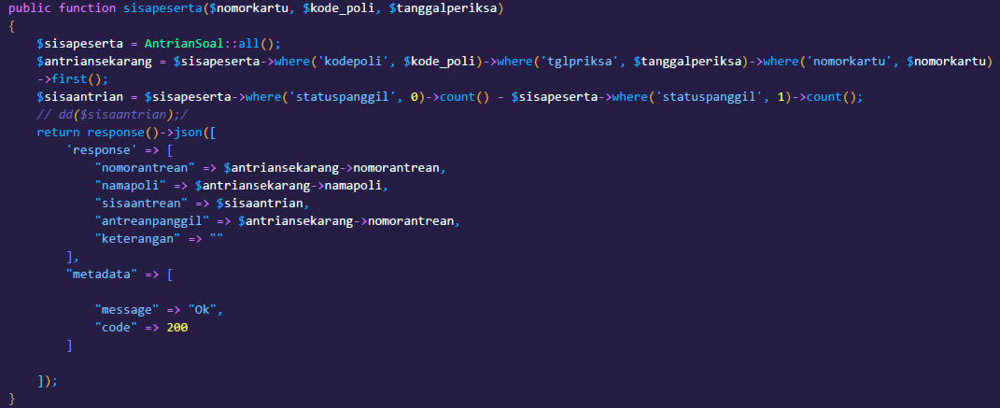 public function sisapeserta($nomorkartu, $kode_poli, $tanggalperiksa)
{
    $sisapeserta = AntrianSoal::all();
    $antriansekarang = $sisapeserta->where('kodepoli', $kode_poli)->where('tglpriksa', $tanggalperiksa)->where('nomorkartu', $nomorkartu)
    ->first();
    $sisaantrian = $sisapeserta->where('statuspanggil', 0)->count() - $sisapeserta->where('statuspanggil', 1)->count();
    // dd($sisaantrian);/
    return response()->json([
        'response' => [
            "nomorantrean" => $antriansekarang->nomorantrean,
            "namapoli" => $antriansekarang->namapoli,
            "sisaantrean" => $sisaantrian,
            "antreanpanggil" => $antriansekarang->nomorantrean,
            "keterangan" => ""
        ],
        "metadata" => [
            "message" => "Ok",
            "code" => 200
        ]
    ]);
}